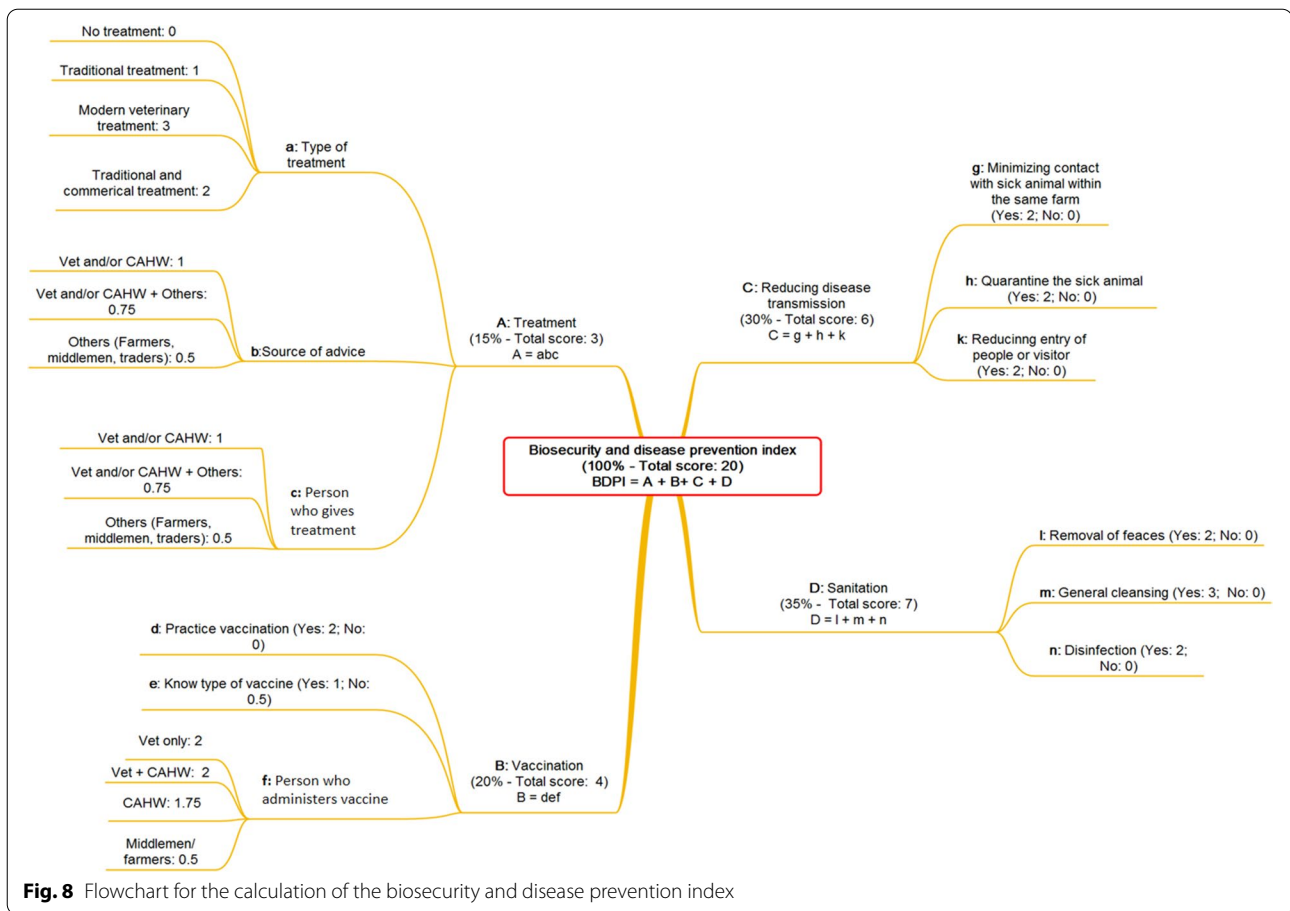 No treatment: 0
Traditional treatment: 1
Modern veterinary
treatment: 3
Traditional and
commerical treatment: 2
a: Type of
treatment
Vet and/or CAHW: 1
Vet and/or CAHW + Others:
0.75
Others (Farmers,
middlemen, traders): 0.5
b:Source of advice
Vet and/or CAHW: 1
Vet and/or CAHW + Others:
0.75
Others (Farmers,
middlemen, traders): 0.5
c: Person
who gives
treatment
A: Treatment
(15% - Total score: 3)
A = abc
d: Practice vaccination (Yes: 2; No:
0)
e: Know type of vaccine (Yes: 1; No:
0.5)
Vet only: 2
Vet + CAHW: 2
CAHW: 1.75
Middlemen/
farmers: 0.5
f: Person who
administers vaccine
B: Vaccination
(20% - Total score: 4)
B = def
Biosecurity and disease prevention index
(100% - Total score: 20)
BDPI = A + B+ C + D
C: Reducing disease
transmission
(30% - Total score: 6)
C = g + h + k
g: Minimizing contact
with sick animal within
the same farm
(Yes: 2; No: 0)
h: Quarantine the sick animal
(Yes: 2; No: 0)
k: Reducinng entry of
people or visitor
(Yes: 2; No: 0)
D: Sanitation
(35% - Total score: 7)
D = l + m + n
l: Removal of feaces (Yes: 2; No: 0)
m: General cleansing (Yes: 3; No: 0)
n: Disinfection (Yes: 2;
No: 0)
Fig. 8 Flowchart for the calculation of the biosecurity and disease prevention index